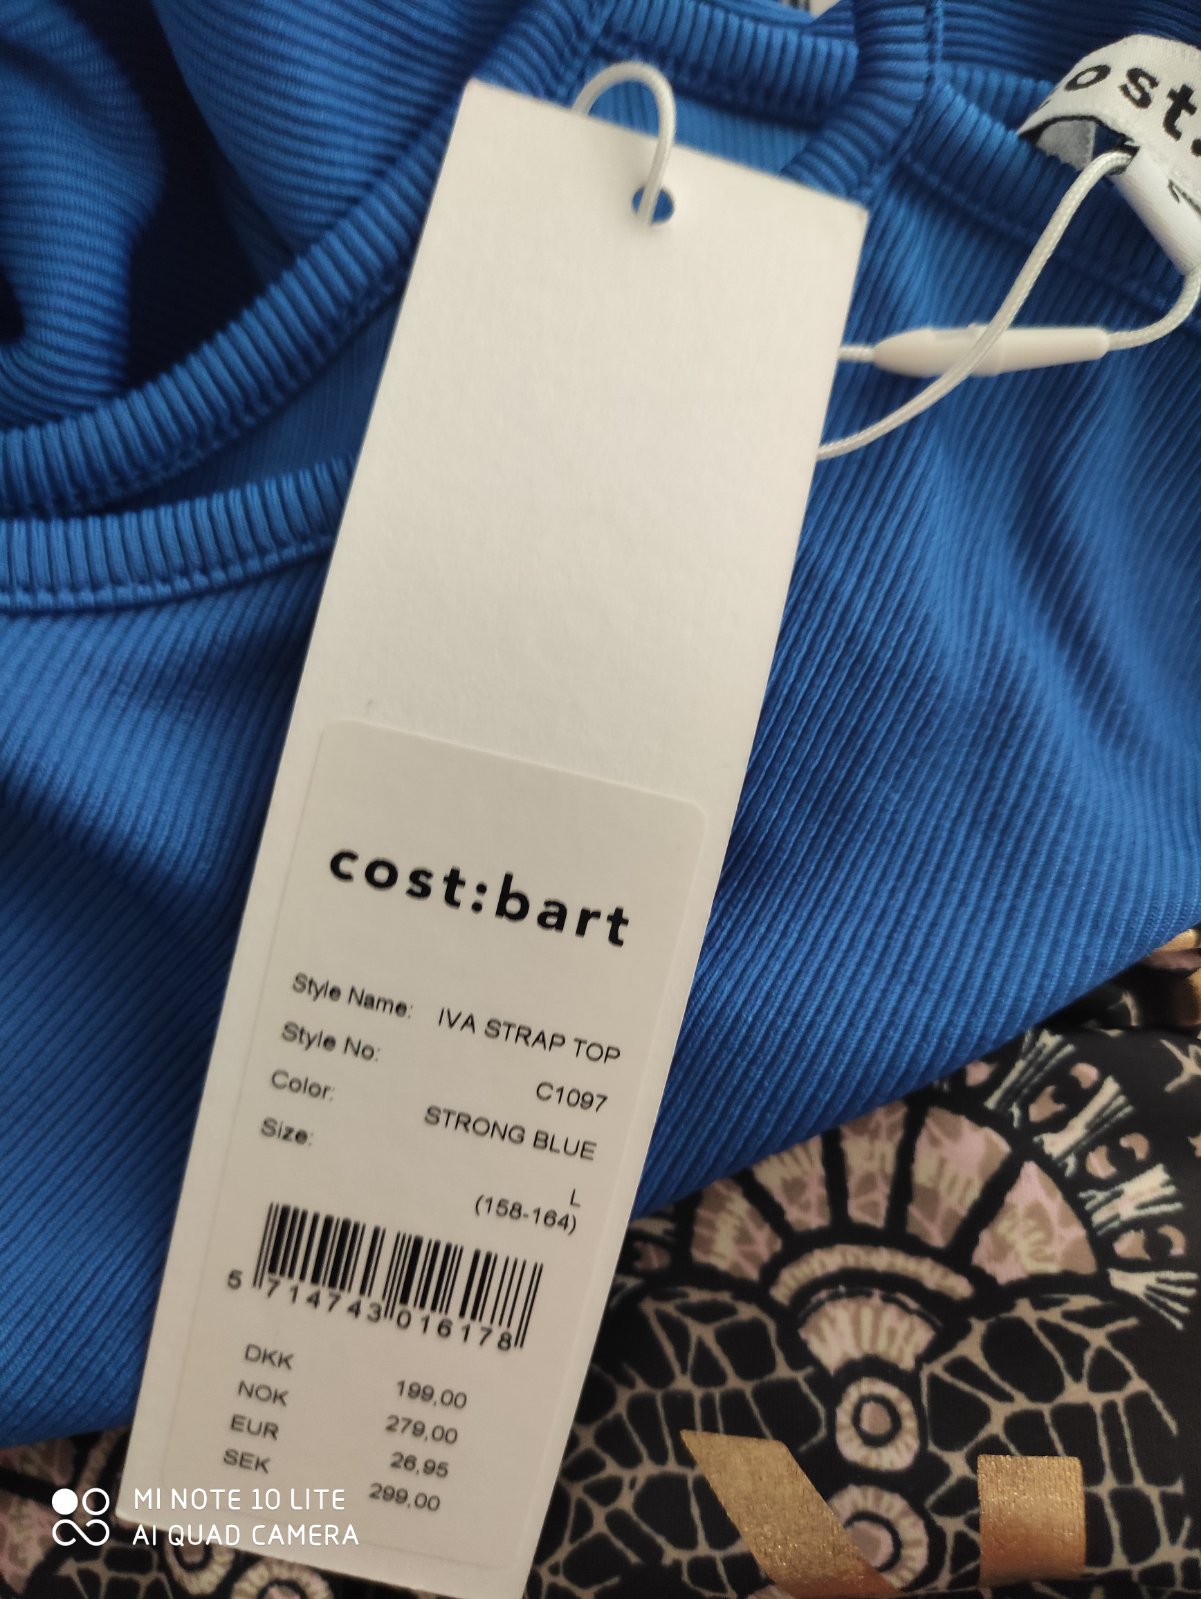 ost:
cost:bart
Style Name: IVA STRAP TOP
Style No: C1097
Color: STRONG BLUE
Size: L
(158-164)
5 714743 016178
DKK 199,00
NOK 279,00
EUR 26,95
SEK 299,00
MI NOTE 10 LITE
AI QUAD CAMERA